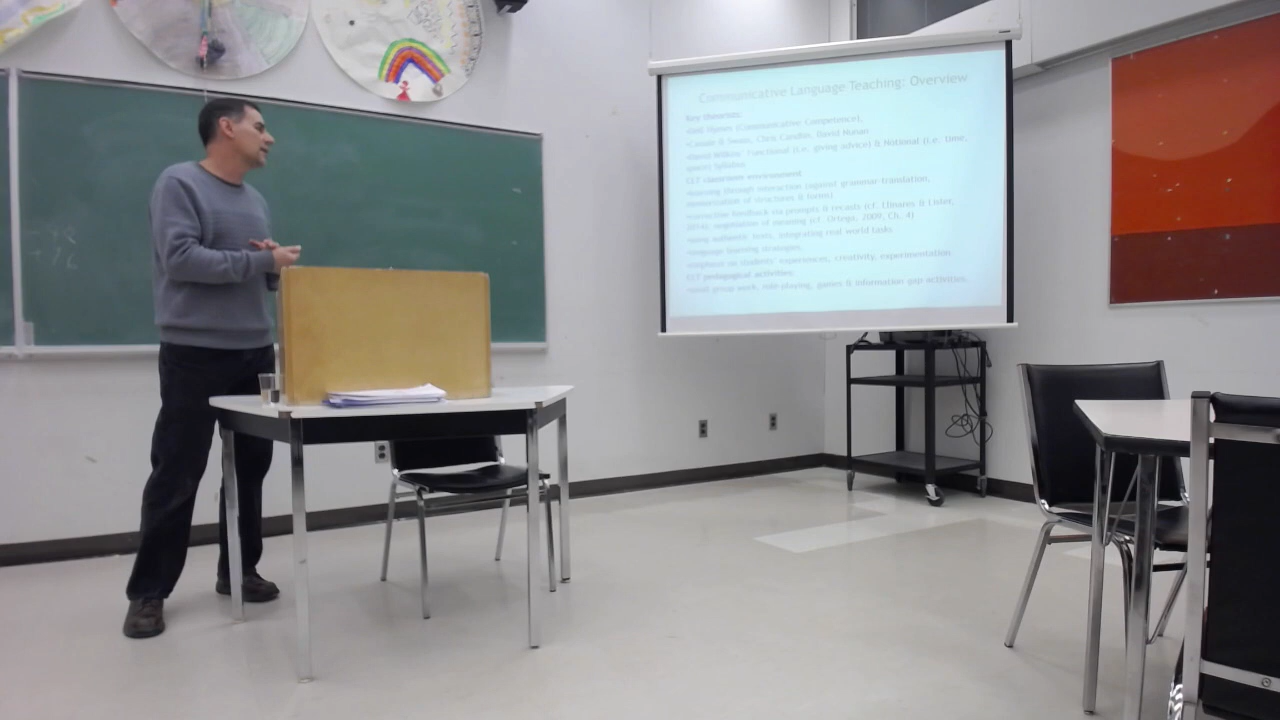 Communicative Language Teaching: Overview
Key theorists:
•Dell Hymes (Communicative Competence),
•Canale & Swain, Chris Candlin, David Nunan
•David Wilkins' Functional (i.e. giving advice) & Notional (i.e. time,
space) Syllabus
CLT classroom environment
•learning through interaction (against grammar-translation,
memorization of structures & forms)
•corrective feedback via prompts & recasts (cf. Llinares & Lister,
2014); negotiation of meaning (cf. Ortega, 2009, Ch. 4)
•using authentic texts, integrating real world tasks
•language learning strategies
•emphasis on students' experiences, creativity, experimentation
CLT pedagogical activities:
•small group work, role playing, games & information gap activities.